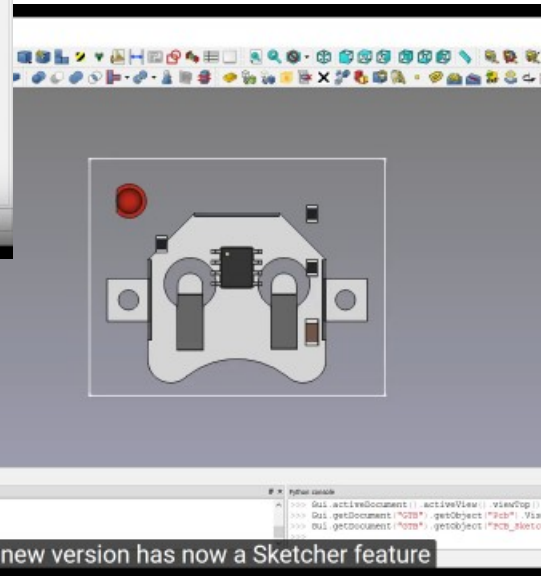 Python console
>>> Gui.activeDocument().activeView().viewTop()
>>> Gui.getDocument("GTB").getObject("Pcb").Vis
>>> Gui.getDocument("GTB").getObject("PCB_Sketc
>>>
new version has now a Sketcher feature